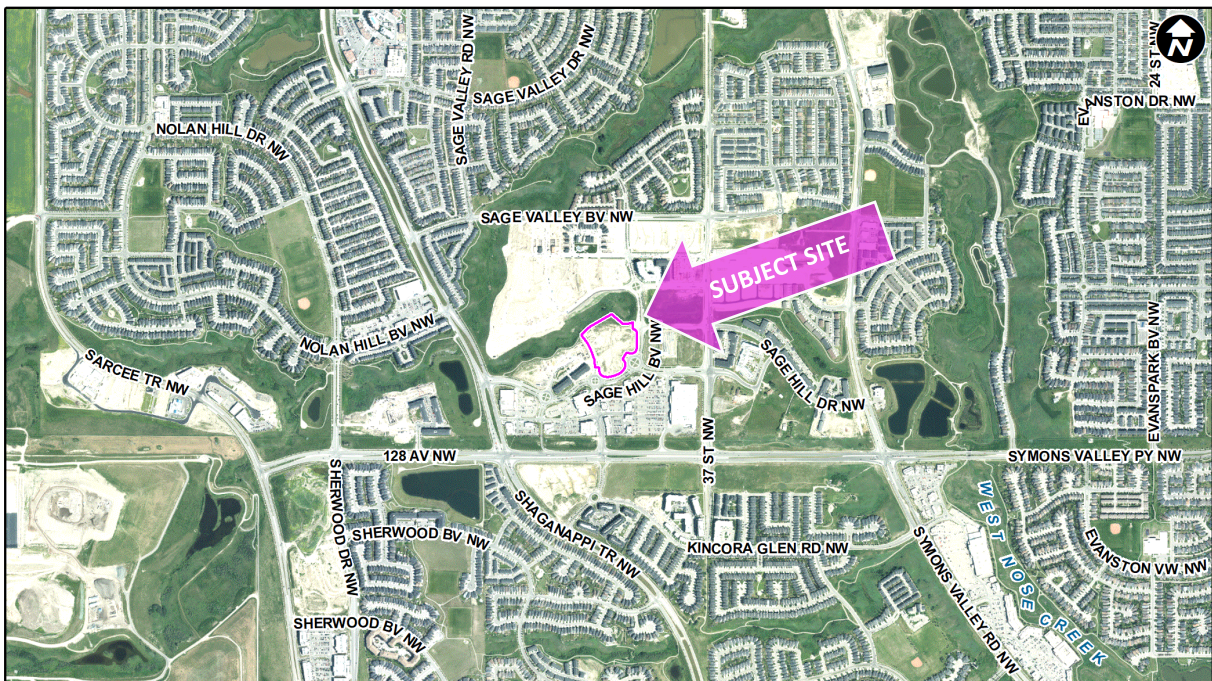 N
24 ST NW
EVANSTON DR NW
SAGE VALLEY RD NW
SAGE VALLEY DR NW
NOLAN HILL DR NW
SAGE VALLEY BV NW
SUBJECT SITE
NOLAN HILL BV NW
SARCEE TR NW
SAGE HILL BV NW
SAGE HILL DR NW
EVANSPARK BV NW
128 AV NW
37 ST NW
SYMONS VALLEY PY NW
SHERWOOD DR NW
SHERWOOD BV NW
SHAGANAPPI TR NW
KINCORA GLEN RD NW
SYMONS VALLEY RD NW
WEST NOSE CREEK
EVANSTON VW NW
SHERWOOD BV NW